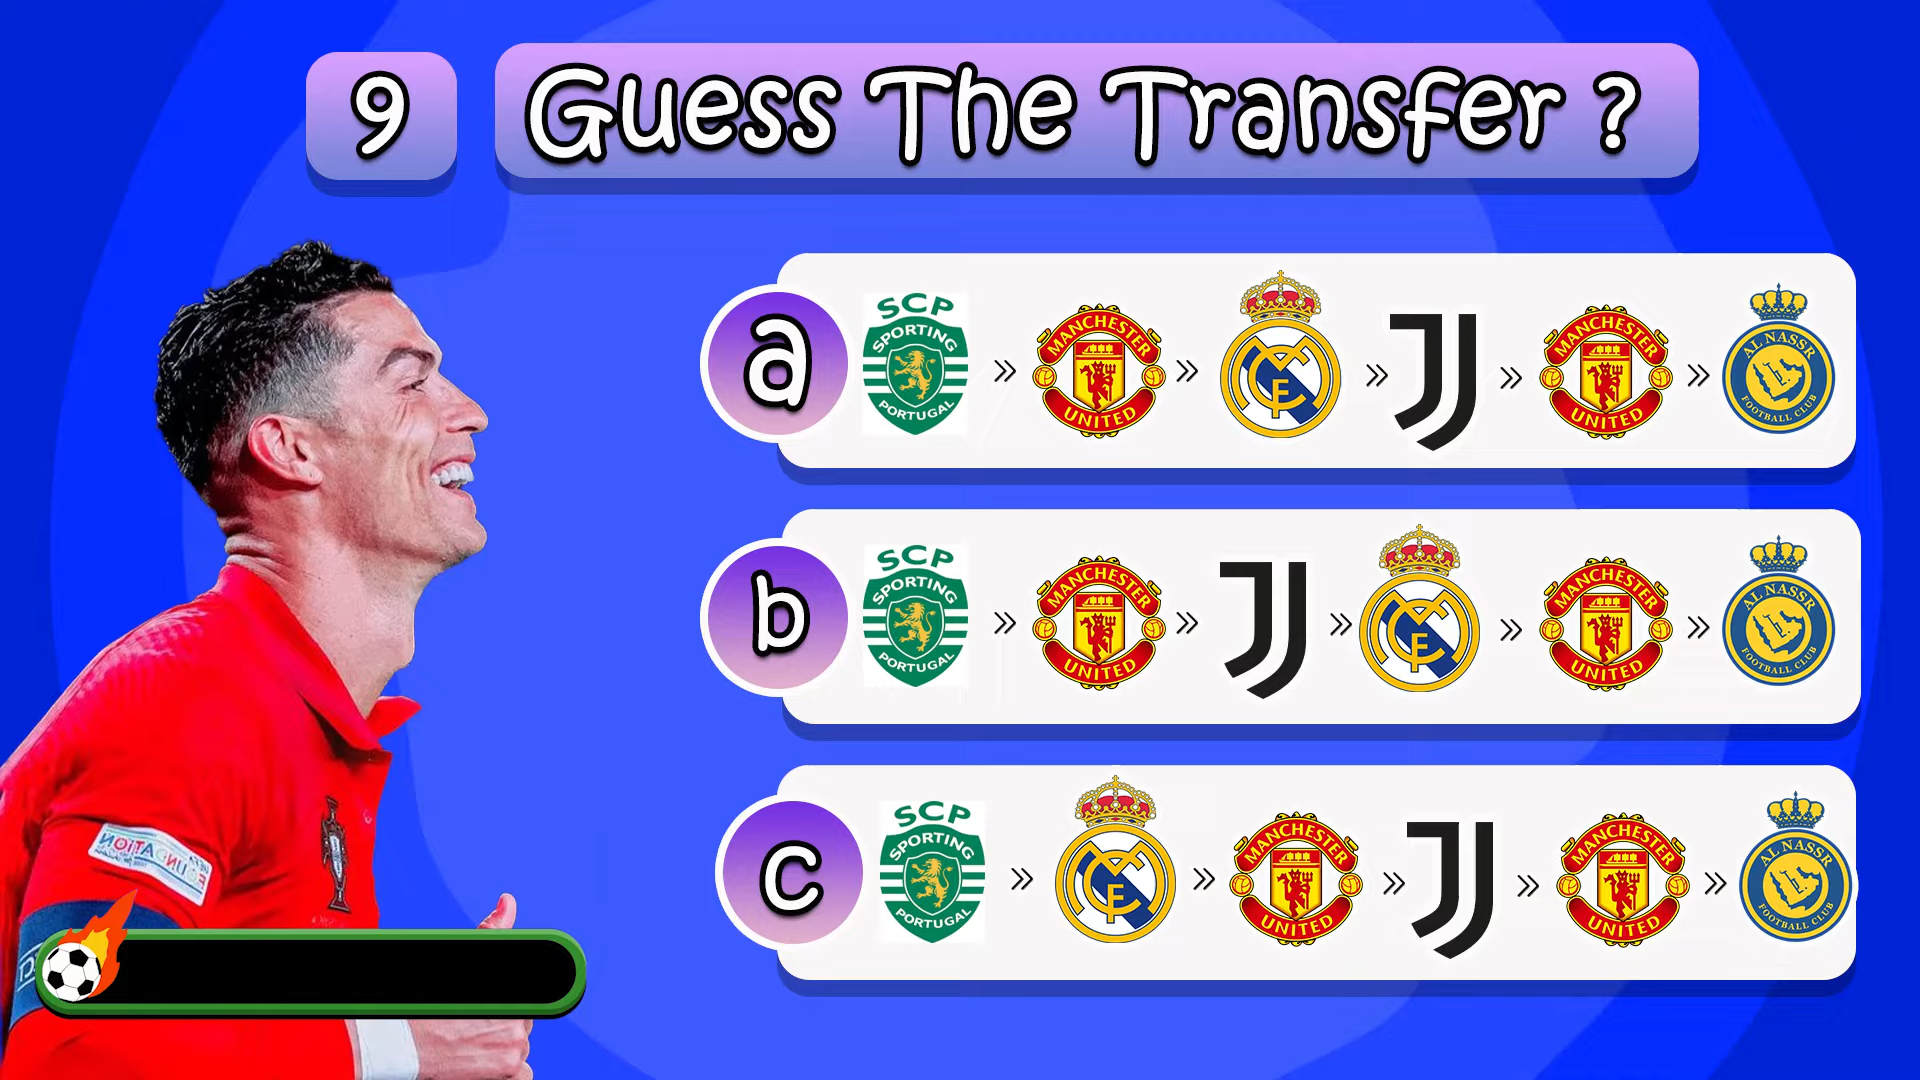 9 Guess The Transfer ?
a
SCP
SPORTING
PORTUGAL
»
MANCHESTER
UNITED
»
»
»
MANCHESTER
UNITED
»
AL NASSR
FOOTBALL CLUB
b
SCP
SPORTING
PORTUGAL
»
MANCHESTER
UNITED
»
»
»
MANCHESTER
UNITED
»
AL NASSR
FOOTBALL CLUB
c
SCP
SPORTING
PORTUGAL
»
»
MANCHESTER
UNITED
»
»
MANCHESTER
UNITED
»
AL NASSR
FOOTBALL CLUB